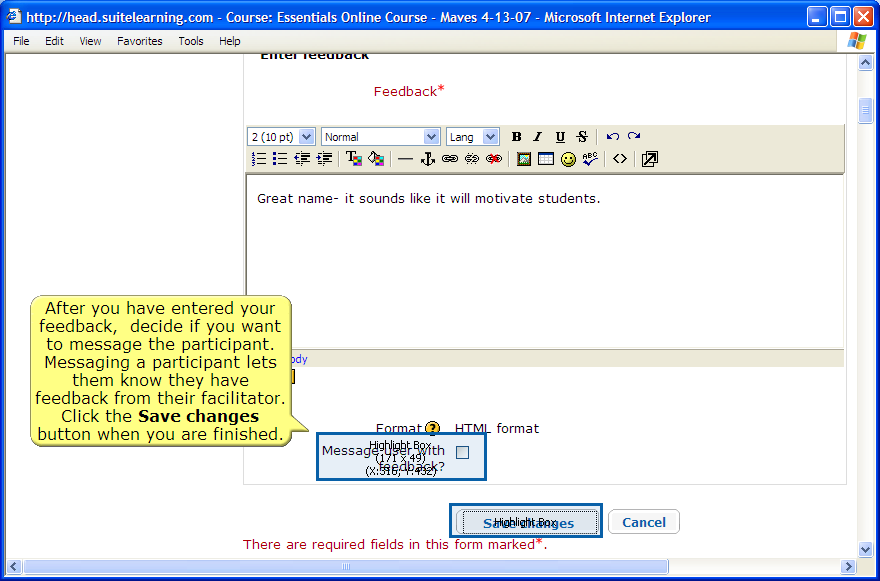 http://head.suitelearning.com - Course: Essentials Online Course - Maves 4-13-07 - Microsoft Internet Explorer
File Edit View Favorites Tools Help
Enter feedback
Feedback*
2 (10 pt) Normal Lang B I U S
ABC
Great name- it sounds like it will motivate students.
After you have entered your
feedback, decide if you want
to message the participant.
Messaging a participant lets
them know they have
feedback from their facilitator.
Click the Save changes
button when you are finished.
ody
Format ? HTML format
Highlight Box
Message user with
(171 x 49)
feedback?
(X:316, Y:432)
Save changes
Highlight Box
Cancel
There are required fields in this form marked*.